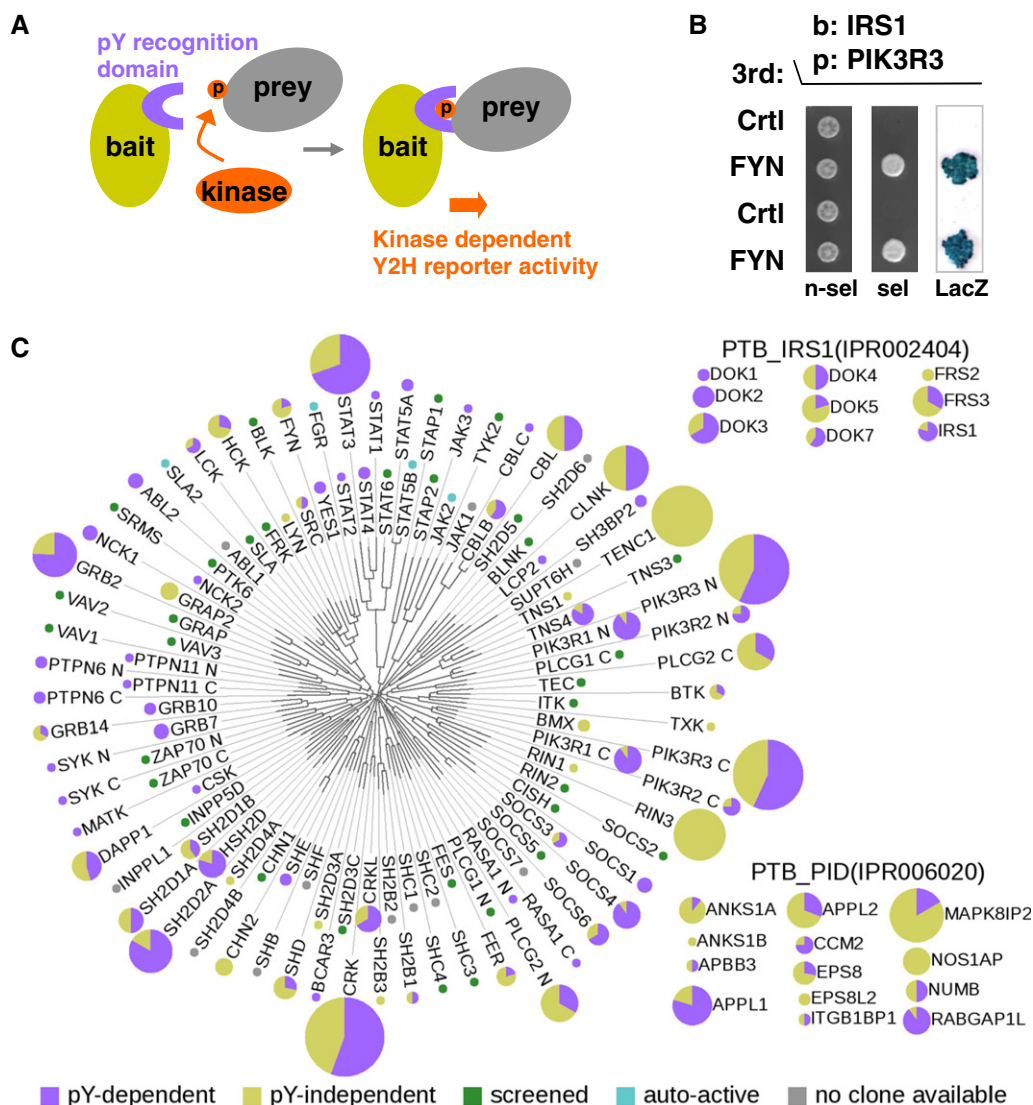 A
pY recognition
domain
p
prey
bait
kinase
bait
p
prey
Kinase dependent
Y2H reporter activity
B
b: IRS1
p: PIK3R3
3rd:
Crtl
FYN
Crtl
FYN
n-sel
sel
LacZ
C
PTB_IRS1(IPR002404)
DOK1
DOK4
FRS2
DOK2
DOK5
FRS3
DOK3
DOK7
IRS1
STAT3
STAT1
STAT5A
STAP1
JAK3
TYK2
CBLC
CBL
SH2D6
CLNK
SH3BP2
TENC1
TNS3
PIK3R3 N
PIK3R2 N
PLCG2 C
BTK
TXK
PIK3R3 C
PIK3R2 C
RIN3
SOCS2
SOCS1
SOCS4
SOCS6
RASA1 C
PLCG2 N
FER
SHC3
SHC4
SH2B1
SH2B3
CRK
BCAR3
SHD
SHB
CHN2
SH2D4B
SH2D2A
SH2D1A
INPPL1
DAPP1
MATK
SYK C
SYK N
GRB14
PTPN6 C
PTPN6 N
VAV1
VAV2
GRB2
NCK1
SRMS
ABL2
SLA2
LCK
HCK
BLK
FYN
FGR
YES1
STAT2
STAT4
STAT6
STAT5B
STAP2
JAK2
JAK1
CBLB
SH2D5
BLNK
LCP2
SUPT6H
TNS1
TNS4
PIK3R1 N
PLCG1 C
TEC
ITK
BMX
PIK3R1 C
RIN1
RIN2
CISH
SOCS3
SOCS5
SOCS7
RASA1 N
PLCG1 N
FES
SHC2
SHC1
SH2B2
CRKL
SH2D3C
SH2D3A
SHF
SHE
CHN1
SH2D4A
HSH2D
SH2D1B
INPP5D
CSK
ZAP70 C
ZAP70 N
GRB7
GRB10
PTPN11 C
PTPN11 N
VAV3
GRAP
GRAP2
NCK2
PTK6
ABL1
SLA
FRK
LYN
SRC
PTB_PID(IPR006020)
ANKS1A
APPL2
MAPK8IP2
ANKS1B
CCM2
NOS1AP
APBB3
EPS8
NUMB
APPL1
EPS8L2
RABGAP1L
ITGB1BP1
pY-dependent
pY-independent
screened
auto-active
no clone available